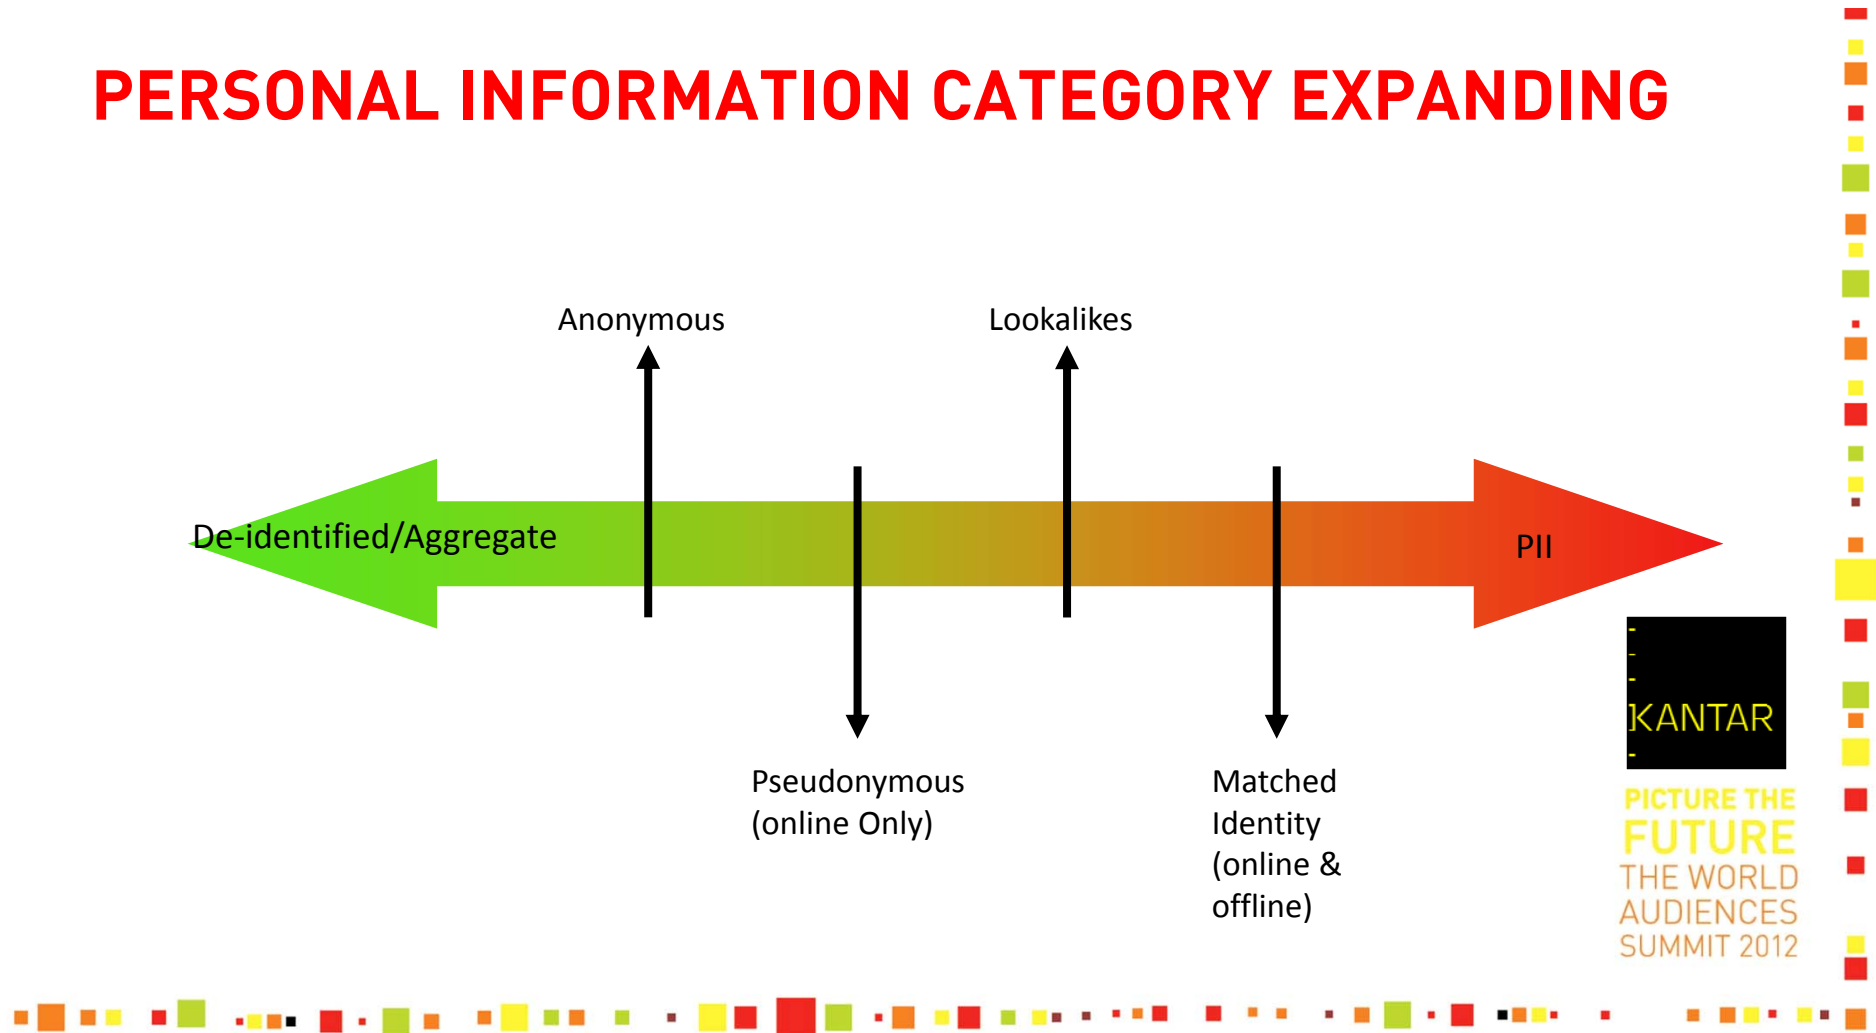 PERSONAL INFORMATION CATEGORY EXPANDING
Anonymous
Lookalikes
De-identified/Aggregate
PII
Pseudonymous
(online Only)
Matched
Identity
(online &
offline)
KANTAR
PICTURE THE
FUTURE
THE WORLD
AUDIENCES
SUMMIT 2012